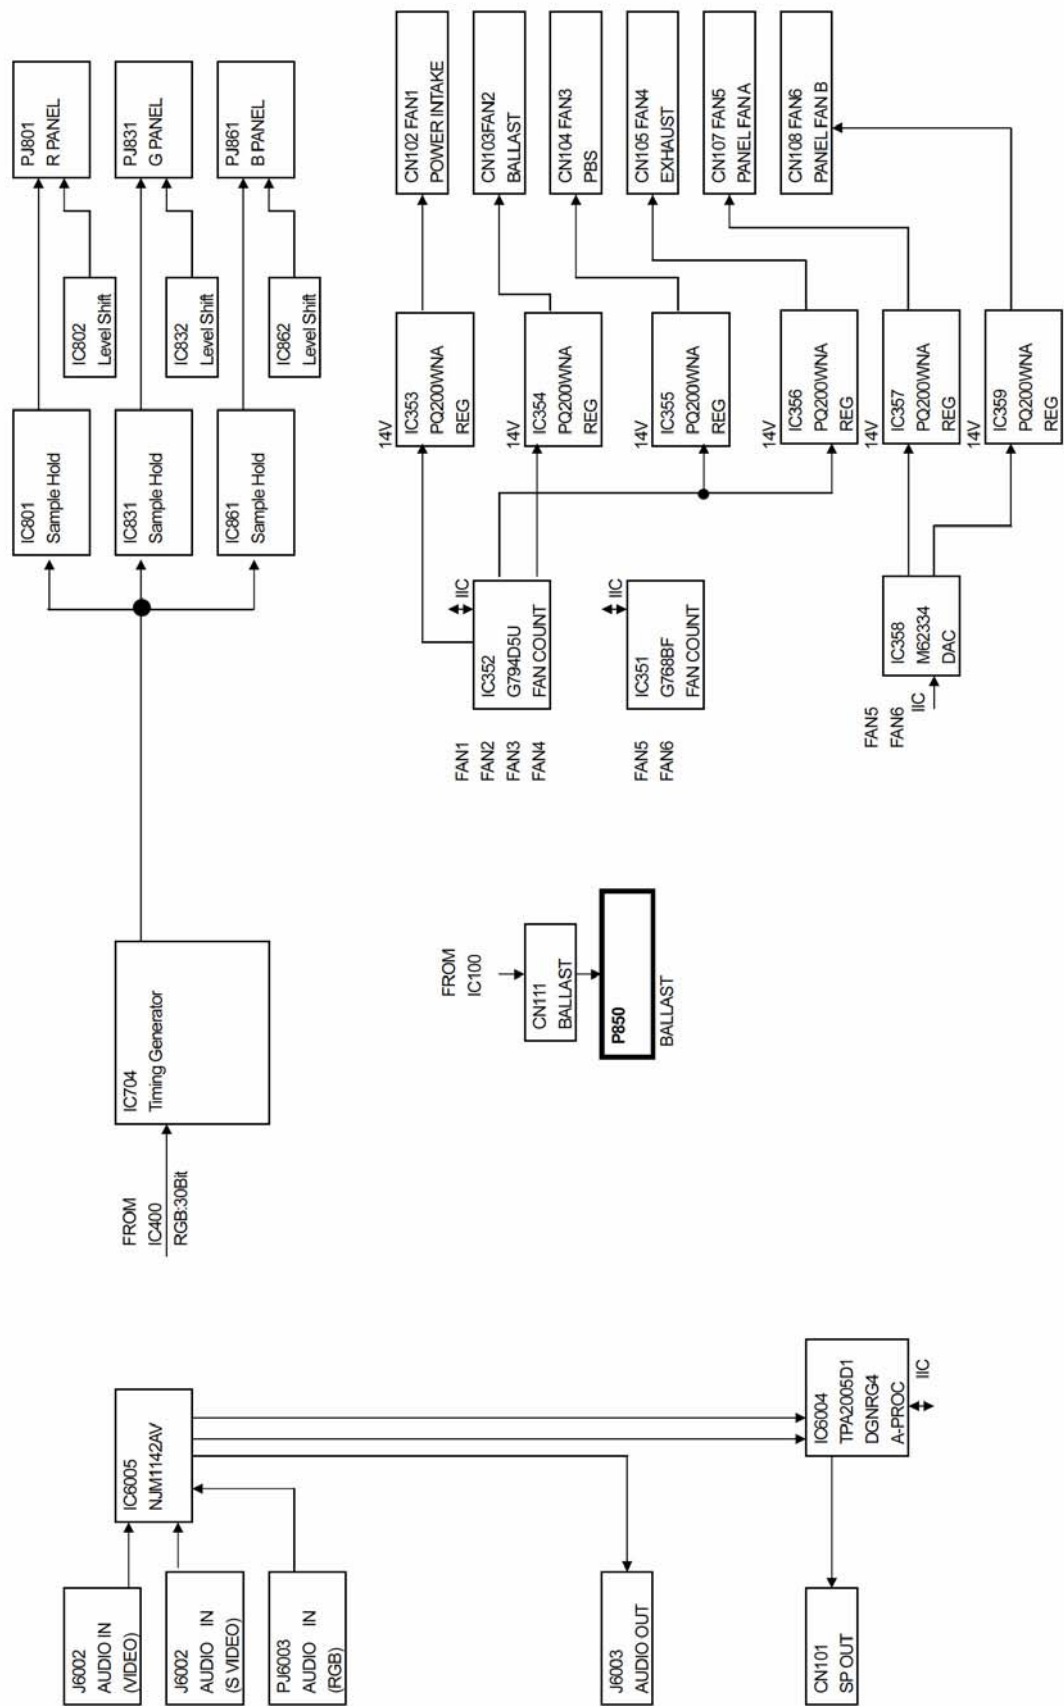 J6002
AUDIO IN
(VIDEO)
J6002
AUDIO IN
(S VIDEO)
PJ6003
AUDIO IN
(RGB)
IC6005
NJM1142AV
J6003
AUDIO OUT
CN101
SP OUT
IC6004
TPA2005D1
DGNRG4
A-PROC
IIC
FROM
IC400
RGB:30Bit
IC704
Timing Generator
IC801
Sample Hold
IC831
Sample Hold
IC861
Sample Hold
IC802
Level Shift
IC832
Level Shift
IC862
Level Shift
PJ801
R PANEL
PJ831
G PANEL
PJ861
B PANEL
FROM
IC100
CN111
BALLAST
P850
BALLAST
FAN1
FAN2
FAN3
FAN4
IC352
G794D5U
FAN COUNT
IIC
FAN5
FAN6
IC351
G768BF
FAN COUNT
IIC
FAN5
FAN6
IIC
IC358
M62334
DAC
14V
IC353
PQ200WNA
REG
14V
IC354
PQ200WNA
REG
IC355
PQ200WNA
REG
14V
IC356
PQ200WNA
REG
14V
IC357
PQ200WNA
REG
14V
IC359
PQ200WNA
REG
CN102 FAN1
POWER INTAKE
CN103FAN2
BALLAST
CN104 FAN3
PBS
CN105 FAN4
EXHAUST
CN107 FAN5
PANEL FAN A
CN108 FAN6
PANEL FAN B